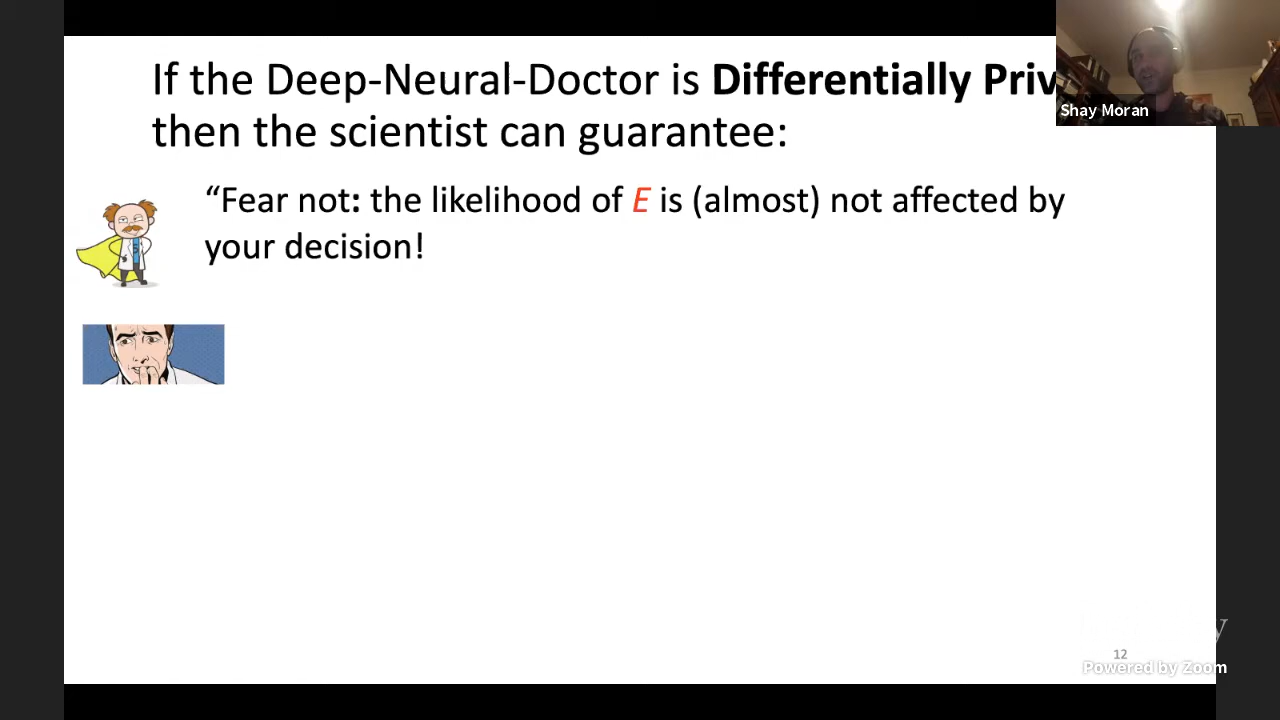 If the Deep-Neural-Doctor is Differentially Priv
then the scientist can guarantee:
Shay Moran
“Fear not: the likelihood of E is (almost) not affected by
your decision!
12
Powered by Zoom